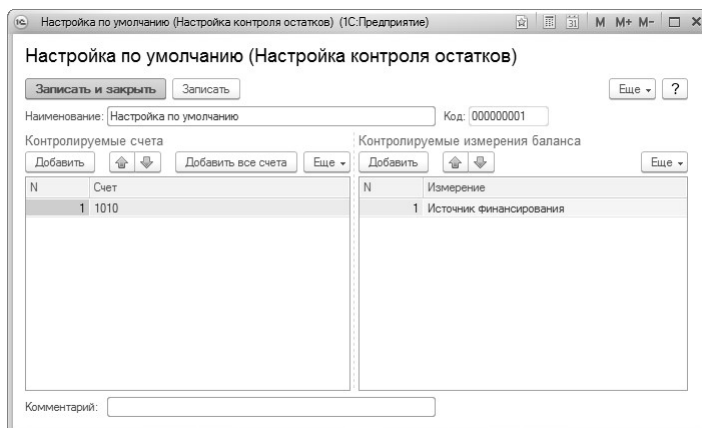 Настройка по умолчанию (Настройка контроля остатков) (1С:Предприятие)
M M+ M-
Настройка по умолчанию (Настройка контроля остатков)
Записать и закрыть Записать Еще ?
Наименование: Настройка по умолчанию Код: 000000001
Контролируемые счета Контролируемые измерения баланса
Добавить Добавить все счета Еще Добавить Еще
N Счет N Измерение
1 1010 1 Источник финансирования
Комментарий: